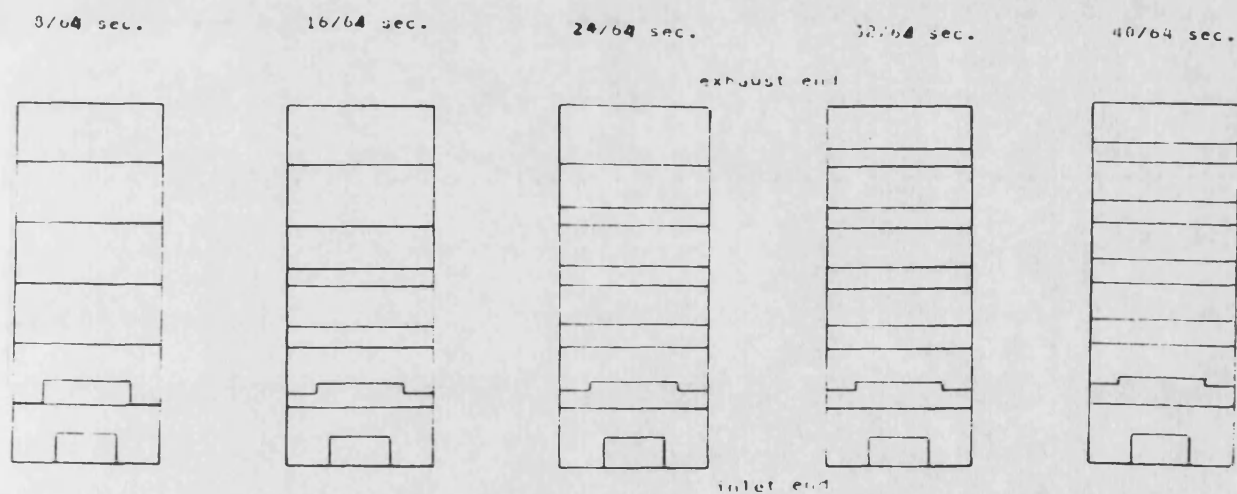 8/64 sec.
16/64 sec.
24/64 sec.
32/64 sec.
40/64 sec.
exhaust end
inlet end